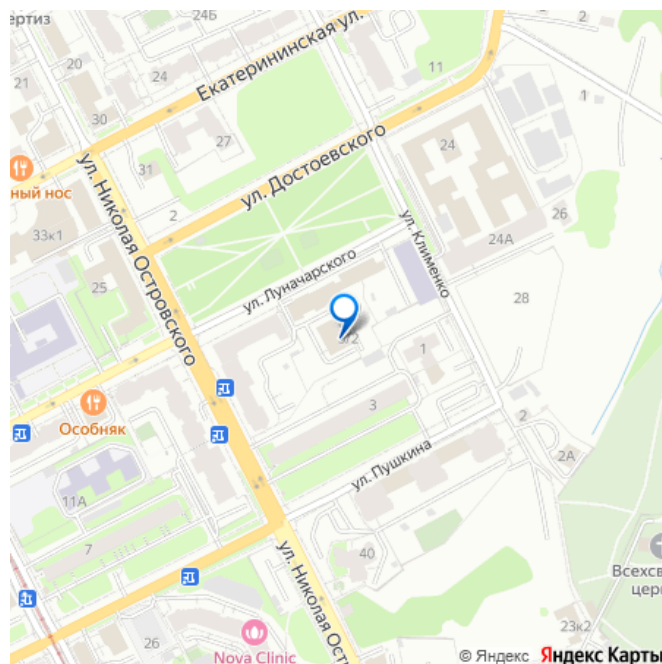 ертиз
24Б
20
24
Екатерининская ул.
11
1
30
27
31
ный нос
ул. Николая Островского
ул. Достоевского
24
2
33к1
ул. Клименко
26
24А
25
ул. Луначарского
28
1
3
Особняк
2
2А
ул. Пушкина
11А
7
40
Всехсв
церк
ул. Николая Ост
23к2
26
Nova Clinic
© Яндекс Яндекс Карты